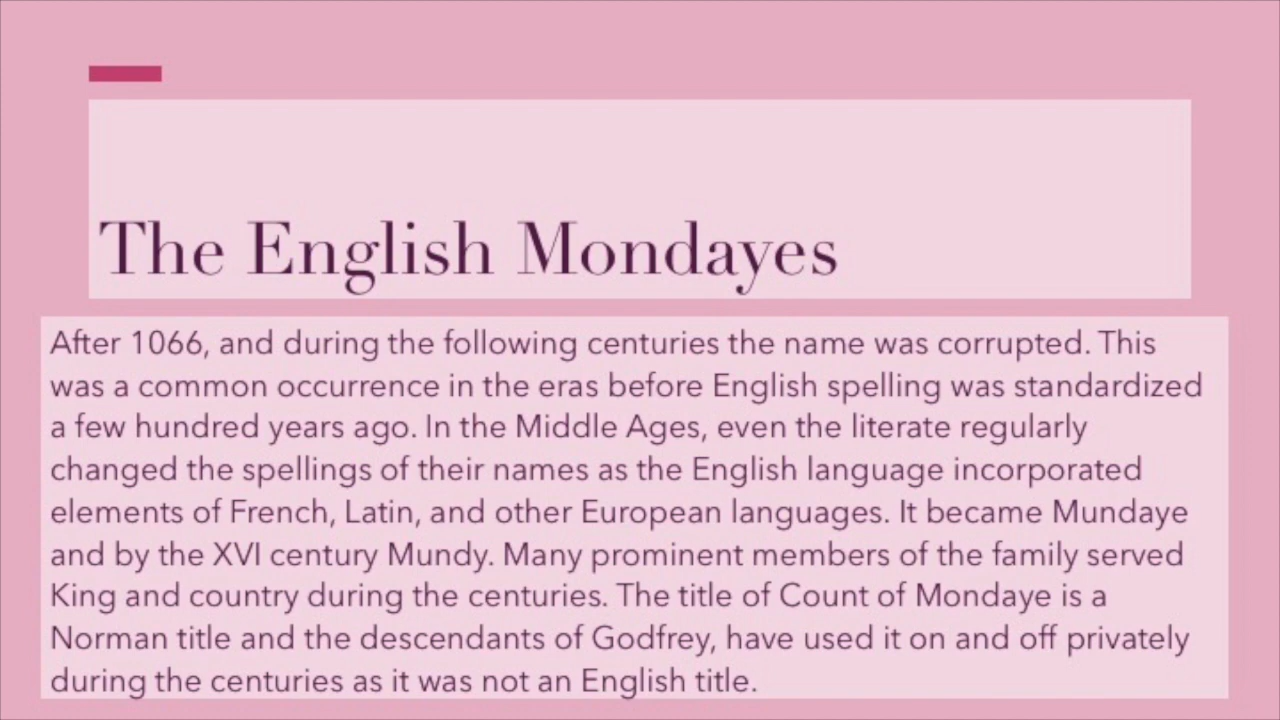 The English Mondayes
After 1066, and during the following centuries the name was corrupted. This
was a common occurrence in the eras before English spelling was standardized
a few hundred years ago. In the Middle Ages, even the literate regularly
changed the spellings of their names as the English language incorporated
elements of French, Latin, and other European languages. It became Mundaye
and by the XVI century Mundy. Many prominent members of the family served
King and country during the centuries. The title of Count of Mondaye is a
Norman title and the descendants of Godfrey, have used it on and off privately
during the centuries as it was not an English title.